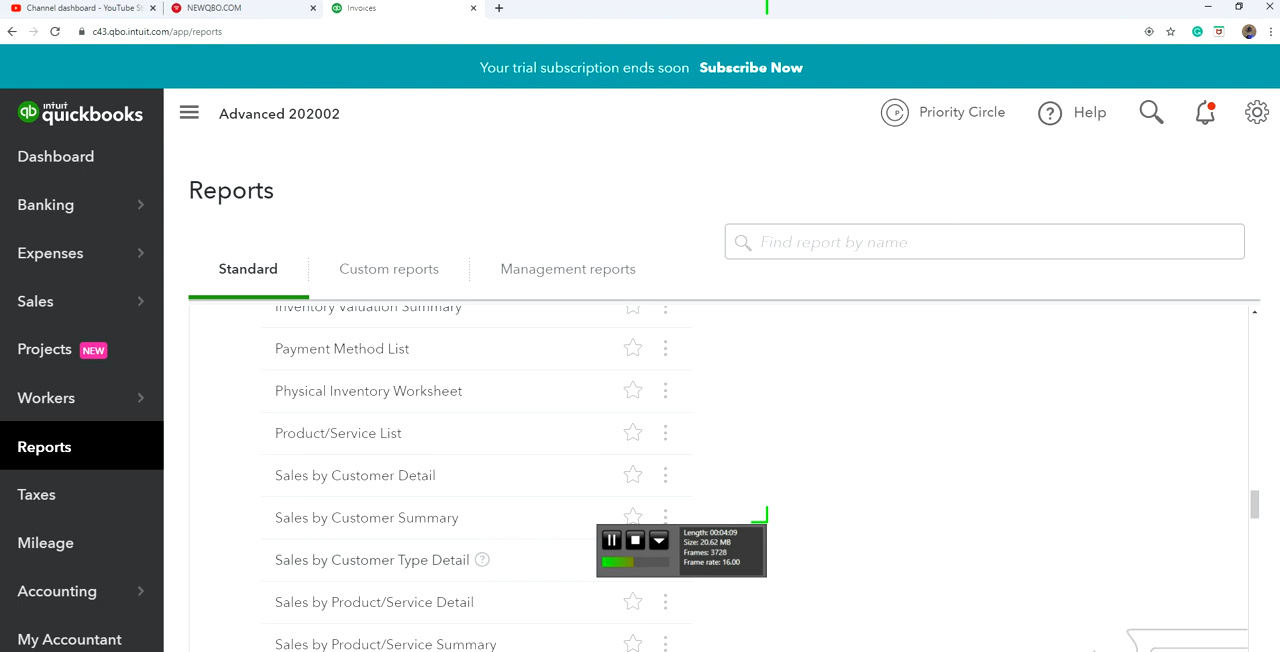 Channel dashboard - YouTube St
NEWQBO.COM
Invoices
c43.qbo.intuit.com/app/reports
Your trial subscription ends soon Subscribe Now
intuit
quickbooks
Advanced 202002
Priority Circle
Help
Dashboard
Banking
Expenses
Sales
Projects NEW
Workers
Reports
Taxes
Mileage
Accounting
My Accountant
Reports
Find report by name
Standard
Custom reports
Management reports
Inventory Valuation Summary
Payment Method List
Physical Inventory Worksheet
Product/Service List
Sales by Customer Detail
Sales by Customer Summary
Sales by Customer Type Detail
Sales by Product/Service Detail
Sales by Product/Service Summary
Length: 00:04:09
Size: 20.62 MB
Frames: 3728
Frame rate: 16.00